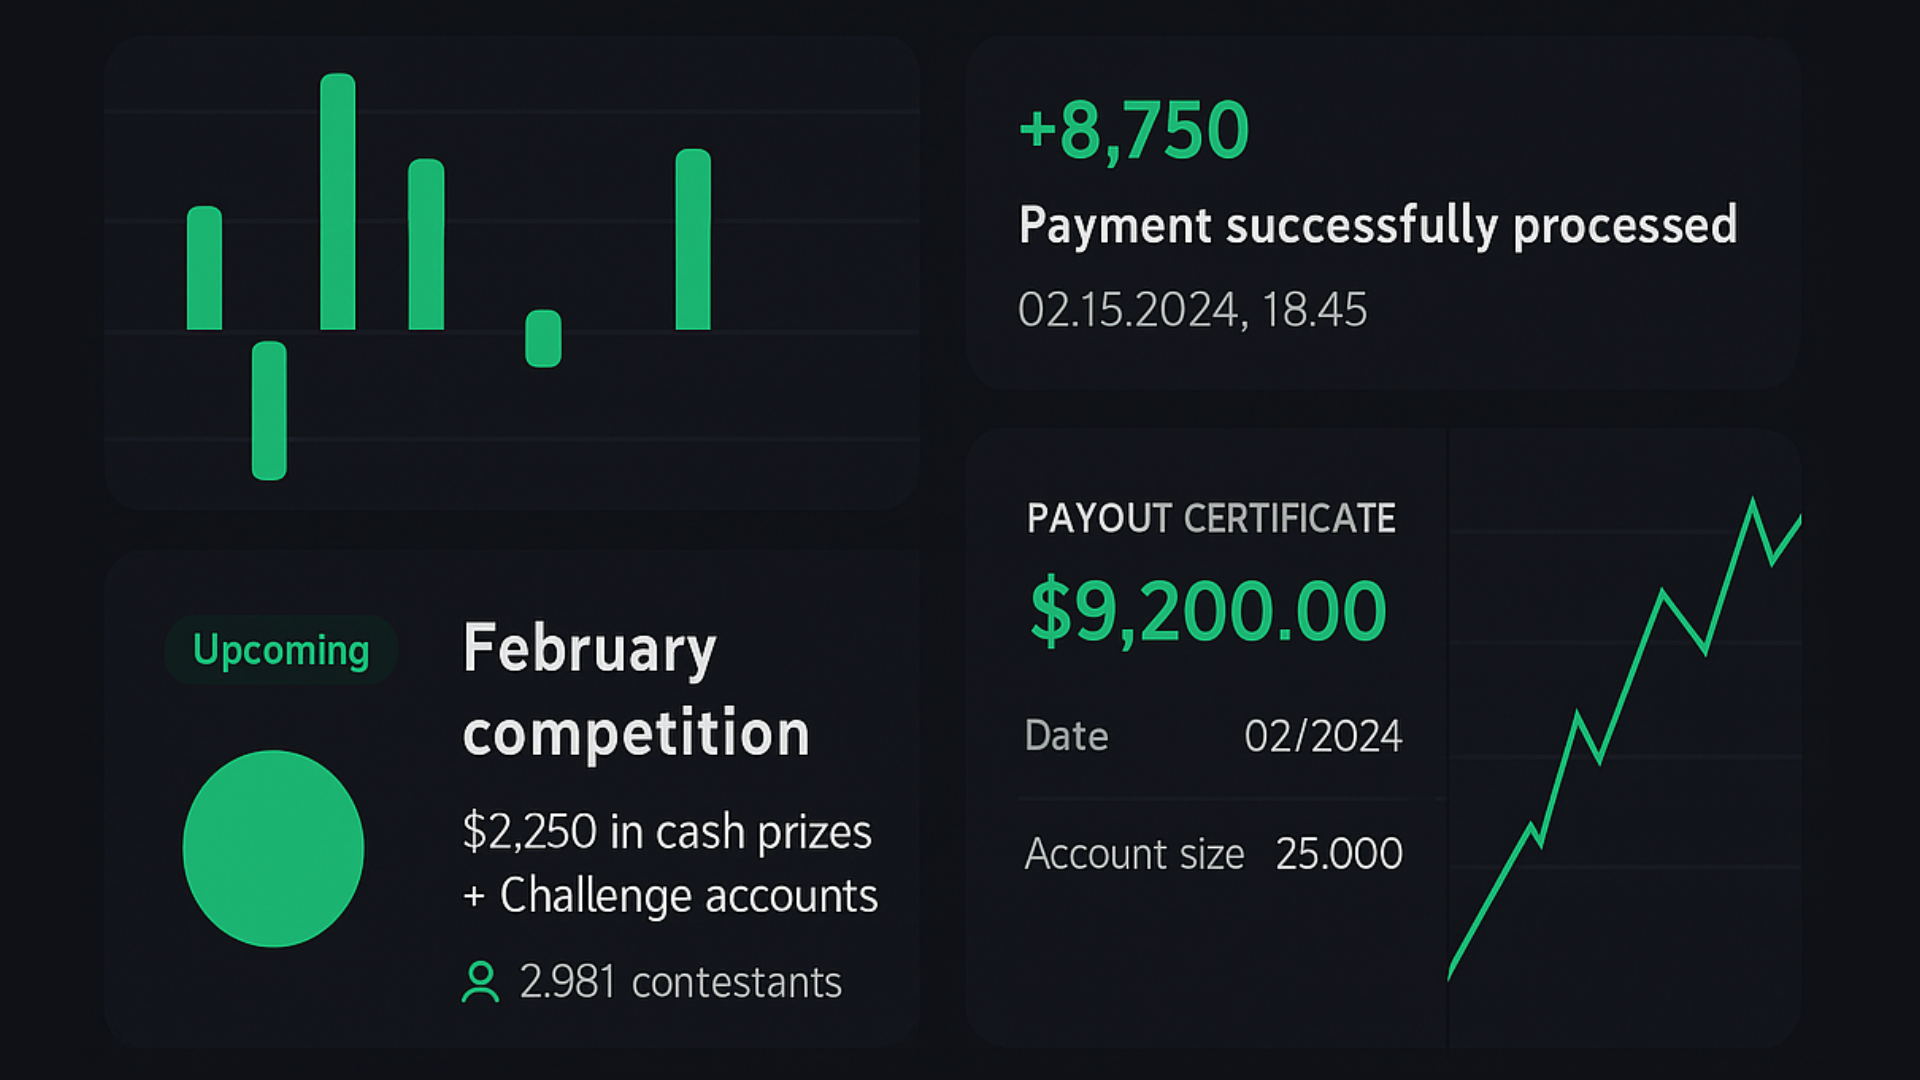 +8,750
Payment successfully processed
02.15.2024, 18.45
Upcoming
February
competition
$2,250 in cash prizes
+ Challenge accounts
2.981 contestants
PAYOUT CERTIFICATE
$9,200.00
Date 02/2024
Account size 25.000